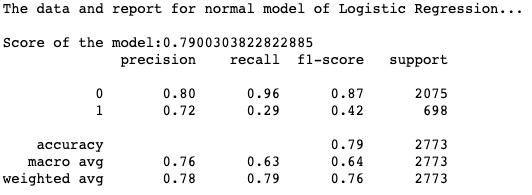 The data and report for normal model of Logistic Regression...
Score of the model:0.7900303822822885
precision recall f1-score support
0 0.80 0.96 0.87 2075
1 0.72 0.29 0.42 698
accuracy 0.79 2773
macro avg 0.76 0.63 0.64 2773
weighted avg 0.78 0.79 0.76 2773